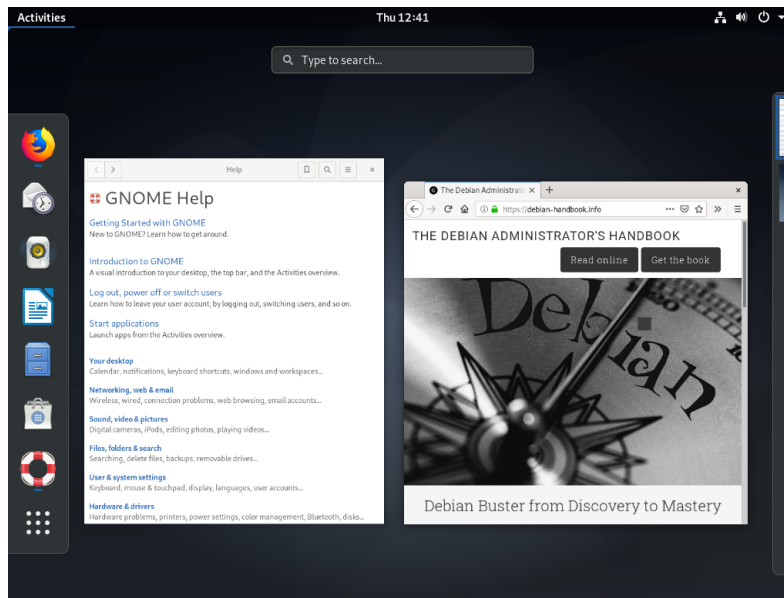 Activities
Thu 12:41
Type to search...
Help
GNOME Help
Getting Started with GNOME
New to GNOME? Learn how to get around.
Introduction to GNOME
A visual introduction to your desktop, the top bar, and the Activities overview.
Log out, power off or switch users
Learn how to leave your user account, by logging out, switching users, and so on.
Start applications
Launch apps from the Activities overview.
Your desktop
Calendar, notifications, keyboard shortcuts, windows and workspaces...
Networking, web & email
Wireless, wired, connection problems, web browsing, email accounts...
Sound, video & pictures
Digital cameras, iPods, editing photos, playing videos...
Files, folders & search
Searching, delete files, backups, removable drives...
User & system settings
Keyboard, mouse & touchpad, display, languages, user accounts...
Hardware & drivers
Hardware problems, printers, power settings, color management, Bluetooth, disks...
The Debian Administrato
https://debian-handbook.info
THE DEBIAN ADMINISTRATOR'S HANDBOOK
Read online
Get the book
Debian
Debian Buster from Discovery to Mastery